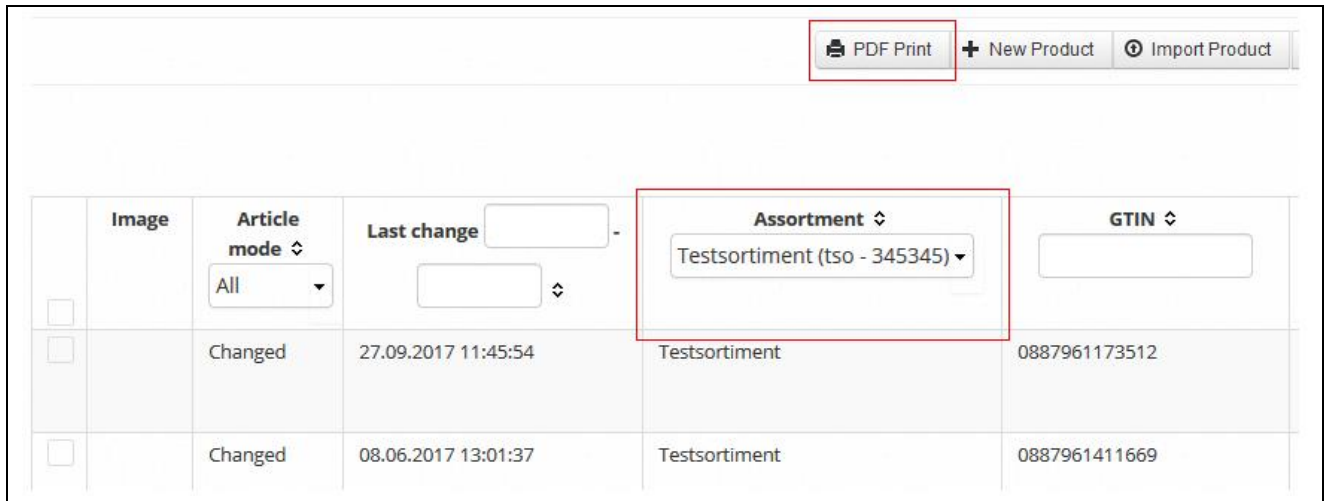 PDF Print New Product Import Product
Image Article mode Last change - Assortment GTIN
All Testsortiment (tso - 345345)
Changed 27.09.2017 11:45:54 Testsortiment 0887961173512
Changed 08.06.2017 13:01:37 Testsortiment 0887961411669